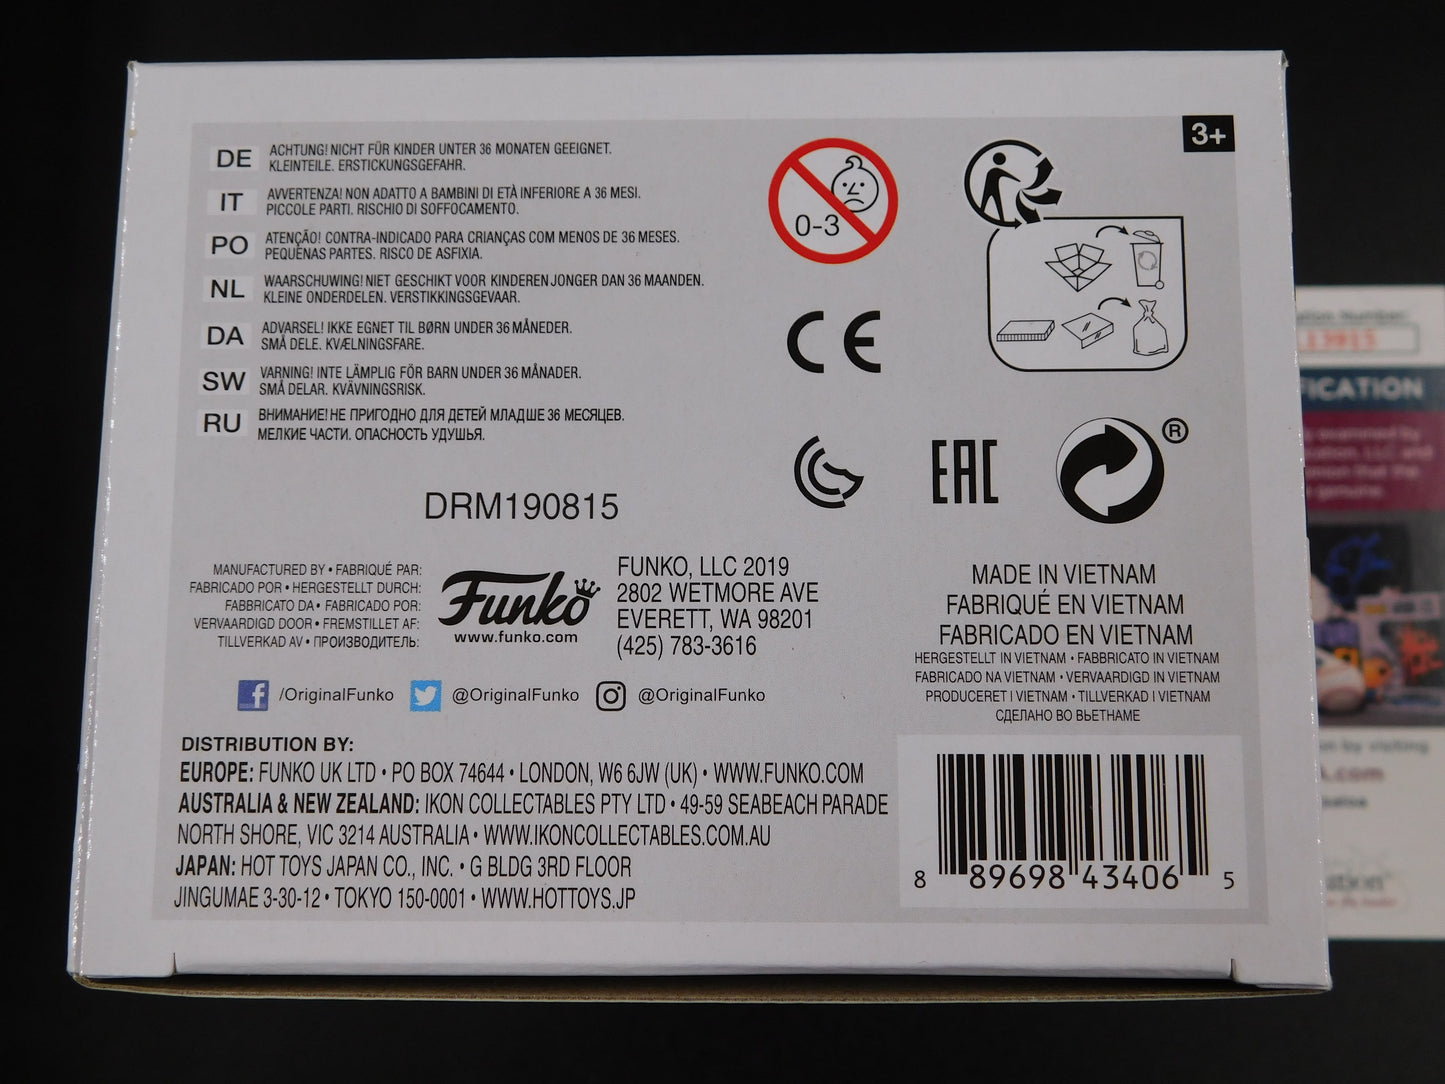 3+
DE
ACHTUNG! NICHT FÜR KINDER UNTER 36 MONATEN GEEIGNET.
KLEINTEILE. ERSTICKUNGSGEFAHR.
IT
AVVERTENZA! NON ADATTO A BAMBINI DI ETÀ INFERIORE A 36 MESI.
PICCOLE PARTI. RISCHIO DI SOFFOCAMENTO.
PO
ATENÇÃO! CONTRA-INDICADO PARA CRIANÇAS COM MENOS DE 36 MESES.
PEQUENAS PARTES. RISCO DE ASFIXIA.
NL
WAARSCHUWING! NIET GESCHIKT VOOR KINDEREN JONGER DAN 36 MAANDEN.
KLEINE ONDERDELEN. VERSTIKKINGSGEVAAR.
DA
ADVARSEL! IKKE EGNET TIL BØRN UNDER 36 MÅNEDER.
SMÅ DELE. KVÆLNINGSFARE.
SW
VARNING! INTE LÄMPLIG FÖR BARN UNDER 36 MÅNADER.
SMÅ DELAR. KVÄVNINGSRISK.
RU
ВНИМАНИЕ! НЕ ПРИГОДНО ДЛЯ ДЕТЕЙ МЛАДШЕ 36 МЕСЯЦЕВ.
МЕЛКИЕ ЧАСТИ. ОПАСНОСТЬ УДУШЬЯ.
0-3
CE
EAC
®
DRM190815
MANUFACTURED BY • FABRIQUÉ PAR:
FABRICADO POR • HERGESTELLT DURCH:
FABBRICATO DA • FABRICADO POR:
VERVAARDIGD DOOR • FREMSTILLET AF:
TILLVERKAD AV • ПРОИЗВОДИТЕЛЬ:
Funko
www.funko.com
FUNKO, LLC 2019
2802 WETMORE AVE
EVERETT, WA 98201
(425) 783-3616
MADE IN VIETNAM
FABRIQUÉ EN VIETNAM
FABRICADO EN VIETNAM
HERGESTELLT IN VIETNAM • FABBRICATO IN VIETNAM
FABRICADO NA VIETNAM • VERVAARDIGD IN VIETNAM
PRODUCERET I VIETNAM • TILLVERKAD I VIETNAM
СДЕЛАНО ВО ВЬЕТНАМЕ
f /OriginalFunko @OriginalFunko @OriginalFunko
DISTRIBUTION BY:
EUROPE: FUNKO UK LTD • PO BOX 74644 • LONDON, W6 6JW (UK) • WWW.FUNKO.COM
AUSTRALIA & NEW ZEALAND: IKON COLLECTABLES PTY LTD • 49-59 SEABEACH PARADE
NORTH SHORE, VIC 3214 AUSTRALIA • WWW.IKONCOLLECTABLES.COM.AU
JAPAN: HOT TOYS JAPAN CO., INC. • G BLDG 3RD FLOOR
JINGUMAE 3-30-12 • TOKYO 150-0001 • WWW.HOTTOYS.JP
8 89698 43406 5
FICATION